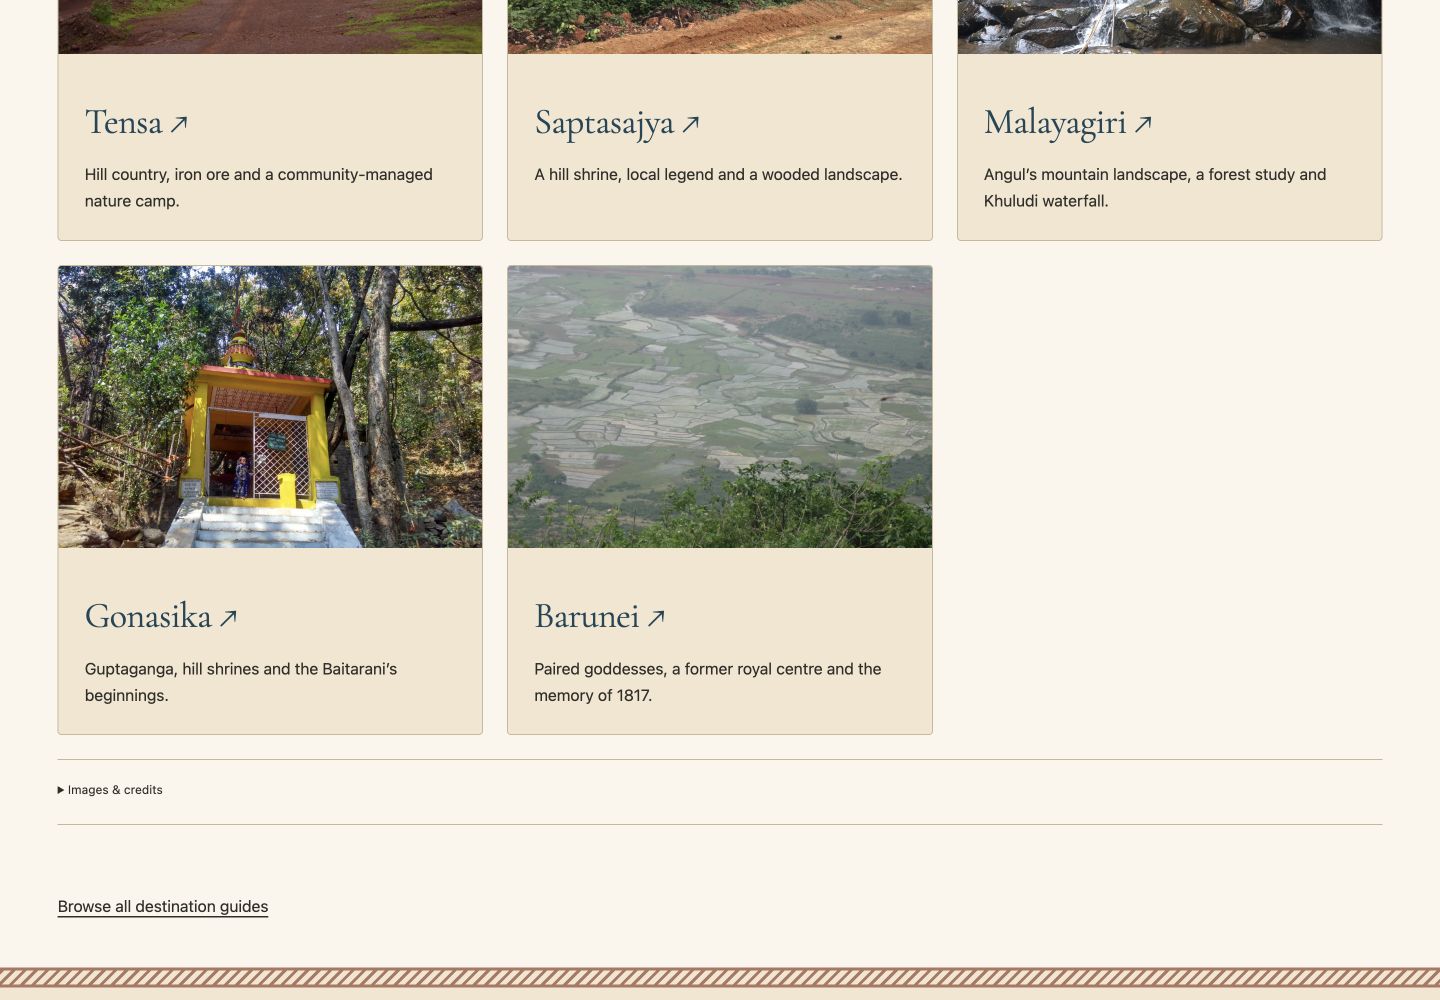 Tensa ↗
Hill country, iron ore and a community-managed
nature camp.
Saptasajya ↗
A hill shrine, local legend and a wooded landscape.
Malayagiri ↗
Angul’s mountain landscape, a forest study and
Khuludi waterfall.
Gonasika ↗
Guptaganga, hill shrines and the Baitarani’s
beginnings.
Barunei ↗
Paired goddesses, a former royal centre and the
memory of 1817.
Images & credits
Browse all destination guides